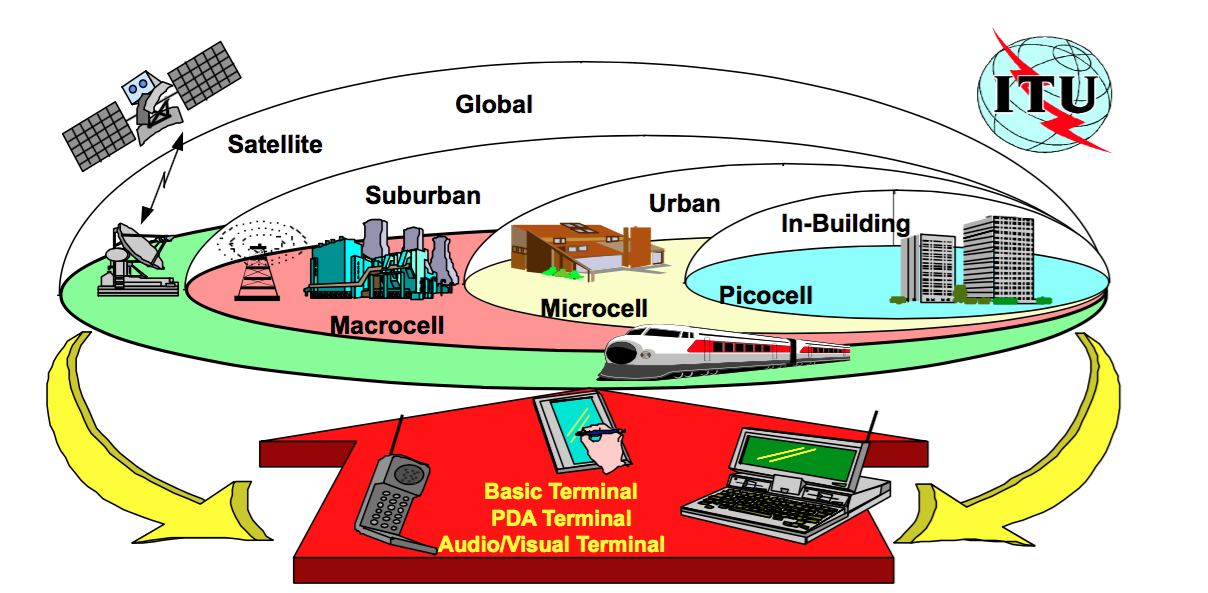 ITU
Global
Satellite
Suburban
Urban
In-Building
Picocell
Microcell
Macrocell
Basic Terminal
PDA Terminal
Audio/Visual Terminal